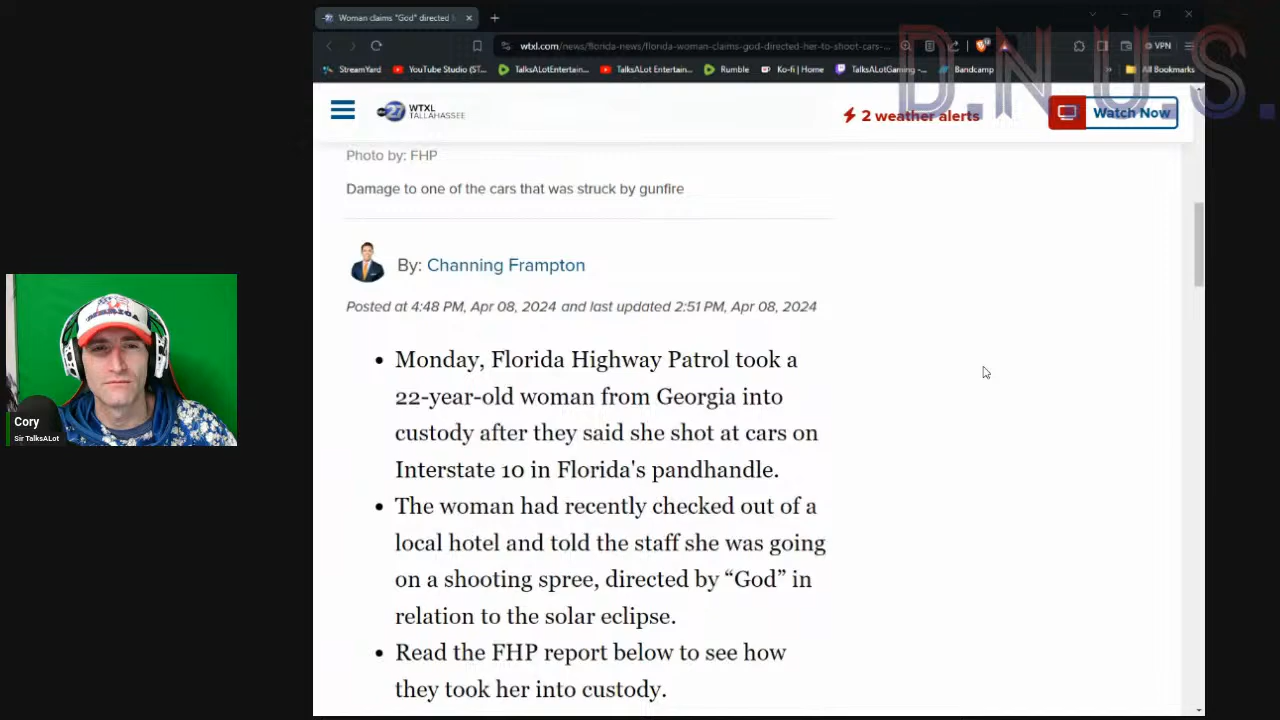 Woman claims "God" directed
wtxl.com/news/florida-news/florida-woman-claims-god-directed-her-to-shoot-cars-...
VPN
StreamYard
YouTube Studio (ST...
TalksALotEntertain...
TalksALot Entertain...
Rumble
Ko-fi | Home
TalksALotGaming -...
Bandcamp
All Bookmarks
D.N.U.S.
27
WTXL
TALLAHASSEE
2 weather alerts
Watch Now
Photo by: FHP
Damage to one of the cars that was struck by gunfire
By: Channing Frampton
Posted at 4:48 PM, Apr 08, 2024 and last updated 2:51 PM, Apr 08, 2024
• Monday, Florida Highway Patrol took a
22-year-old woman from Georgia into
custody after they said she shot at cars on
Interstate 10 in Florida's pandhandle.
• The woman had recently checked out of a
local hotel and told the staff she was going
on a shooting spree, directed by “God” in
relation to the solar eclipse.
• Read the FHP report below to see how
they took her into custody.
Cory
Sir TalksALot